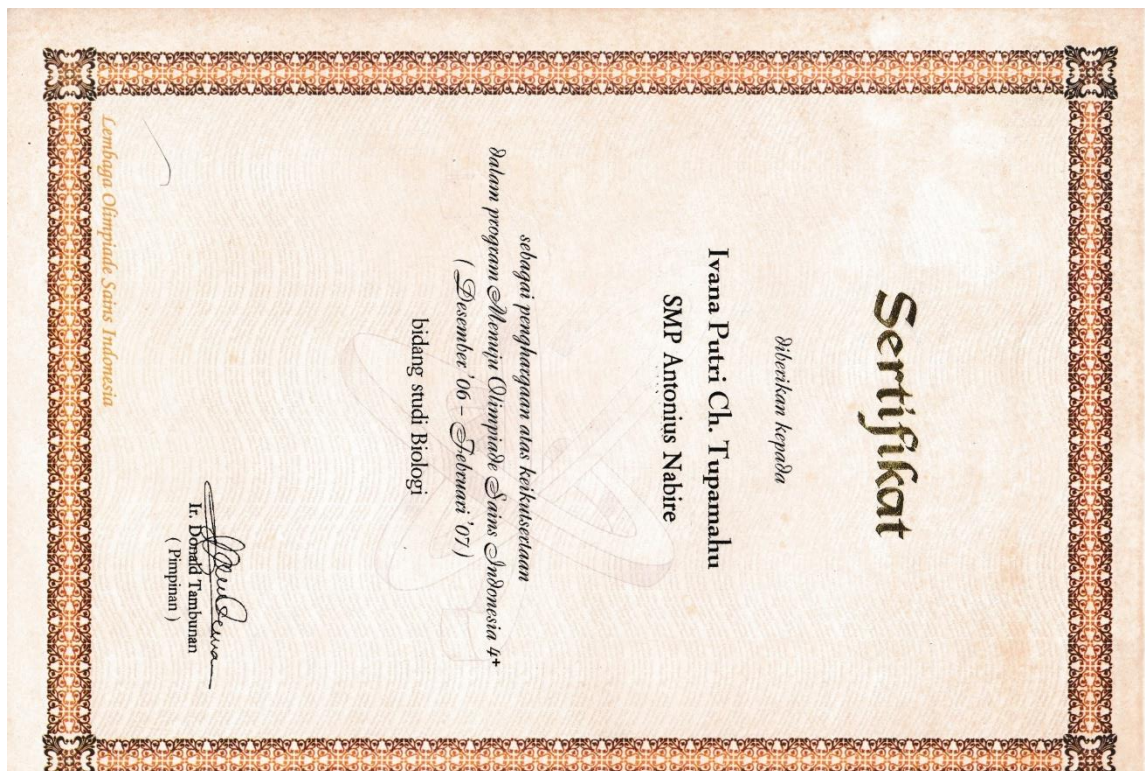 Sertifikat
diberikan kepada
Ivana Putri Ch. Tupamahu
SMP Antonius Nabire
sebagai penghargaan atas keikutsertaan
dalam program Menuju Olimpiade Sains Indonesia 4+
( Desember '06 - Februari '07 )
bidang studi Biologi
Ir. Donald Tambunan
( Pimpinan )
Lembaga Olimpiade Sains Indonesia